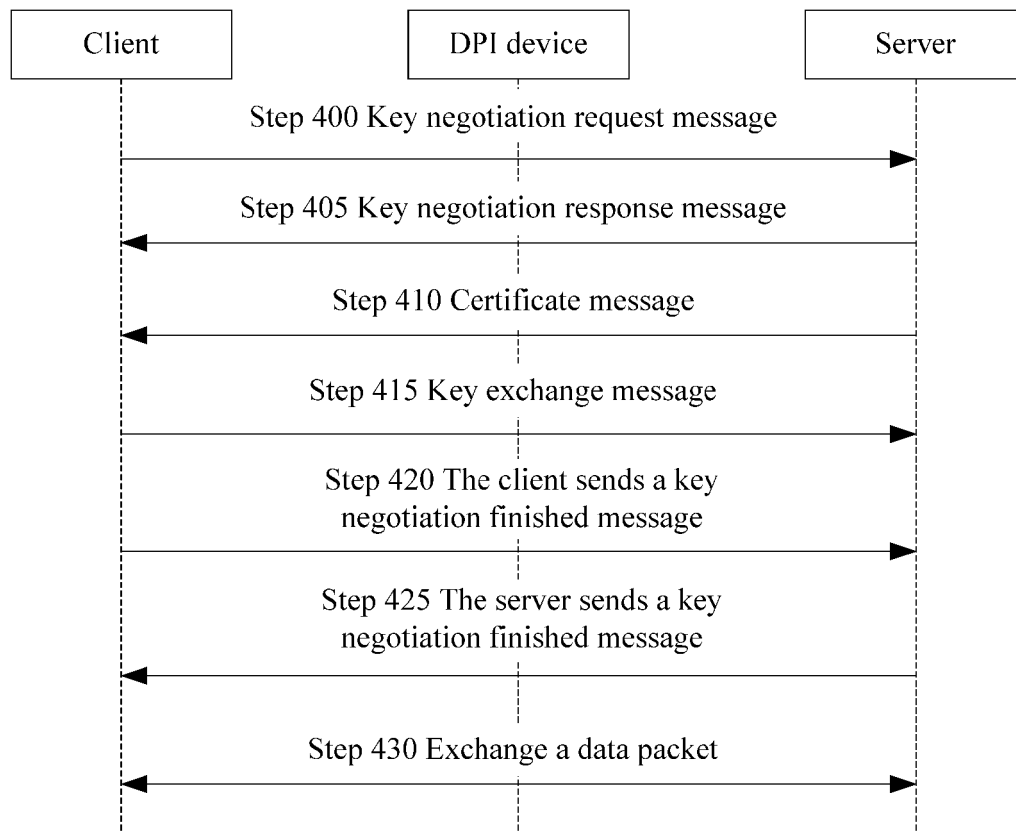 Client
DPI device
Server
Step 400 Key negotiation request message
Step 405 Key negotiation response message
Step 410 Certificate message
Step 415 Key exchange message
Step 420 The client sends a key
negotiation finished message
Step 425 The server sends a key
negotiation finished message
Step 430 Exchange a data packet